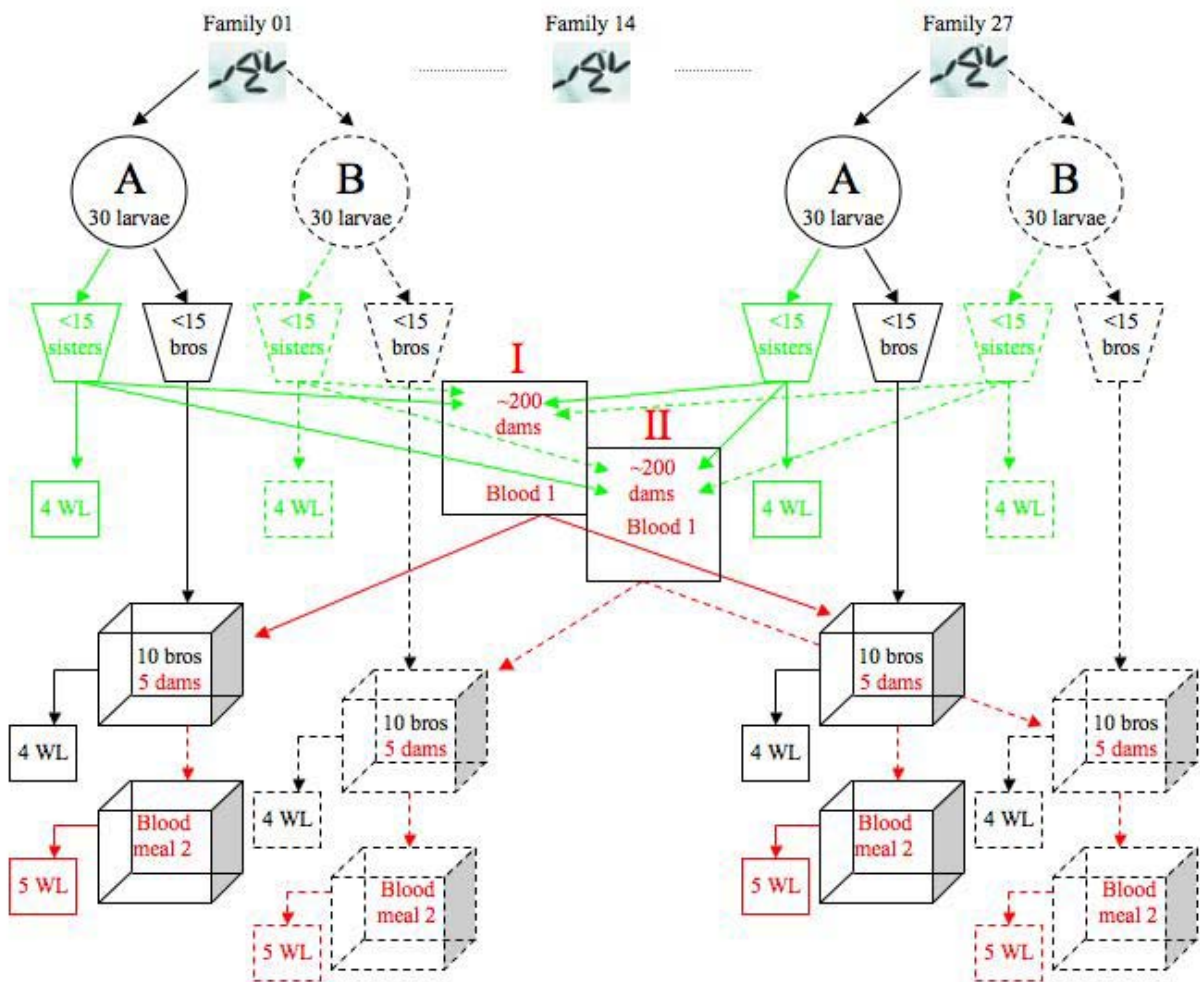 Family 01
Family 14
Family 27
A
30 larvae
B
30 larvae
A
30 larvae
B
30 larvae
<15
sisters
<15
bros
<15
sisters
<15
bros
<15
sisters
<15
bros
<15
sisters
<15
bros
I
~200
dams
Blood 1
II
~200
dams
Blood 1
4 WL
4 WL
4 WL
4 WL
10 bros
5 dams
10 bros
5 dams
10 bros
5 dams
10 bros
5 dams
4 WL
4 WL
4 WL
4 WL
Blood
meal 2
Blood
meal 2
Blood
meal 2
Blood
meal 2
5 WL
5 WL
5 WL
5 WL